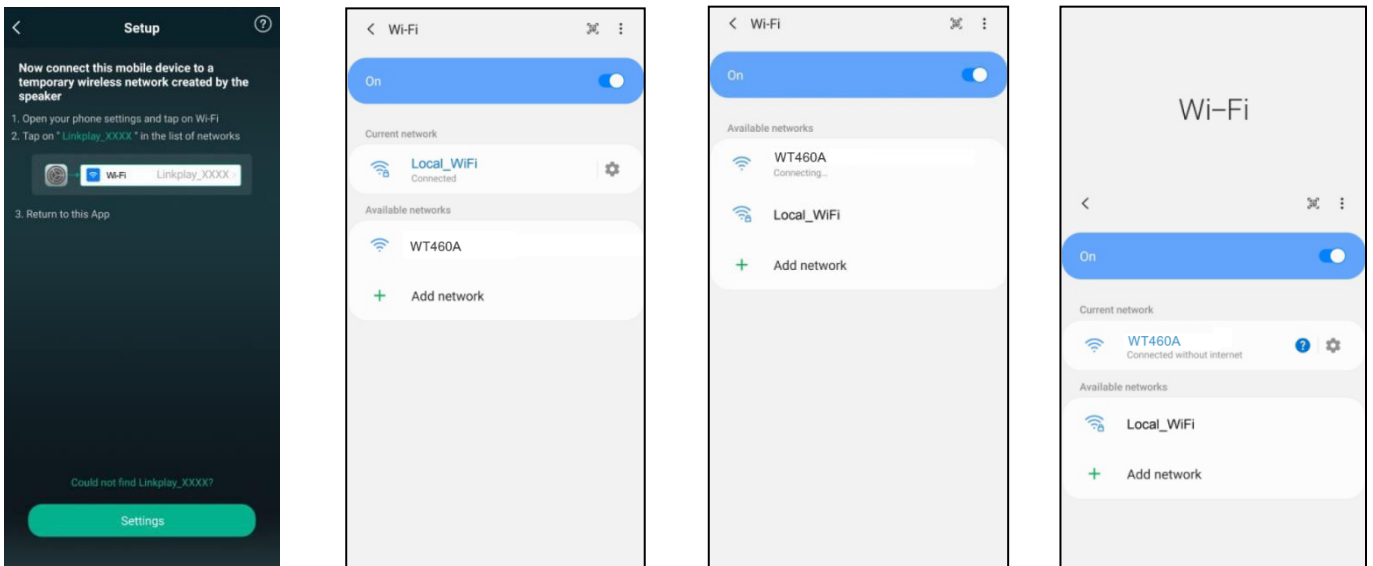 Setup
?
Now connect this mobile device to a
temporary wireless network created by the
speaker
1. Open your phone settings and tap on Wi-Fi
2. Tap on " Linkplay_XXXX " in the list of networks
Wi-Fi Linkplay_XXXX
3. Return to this App
Could not find Linkplay_XXXX?
Settings
Wi-Fi
On
Current network
Local_WiFi
Connected
Available networks
WT460A
Add network
Wi-Fi
On
Available networks
WT460A
Connecting...
Local_WiFi
Add network
Wi-Fi
On
Current network
WT460A
Connected without internet
?
Available networks
Local_WiFi
Add network